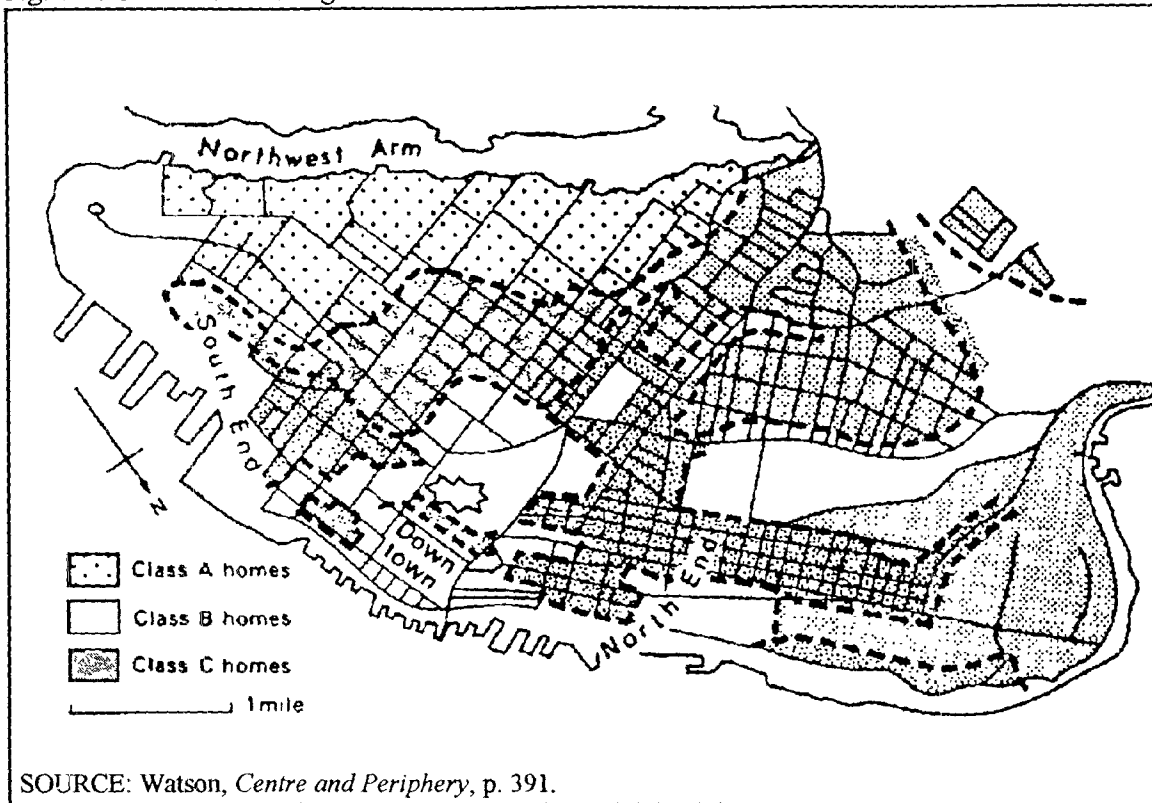 Northwest Arm
South End
N
Down
town
North End
Class A homes
Class B homes
Class C homes
1 mile
SOURCE: Watson, Centre and Periphery, p. 391.